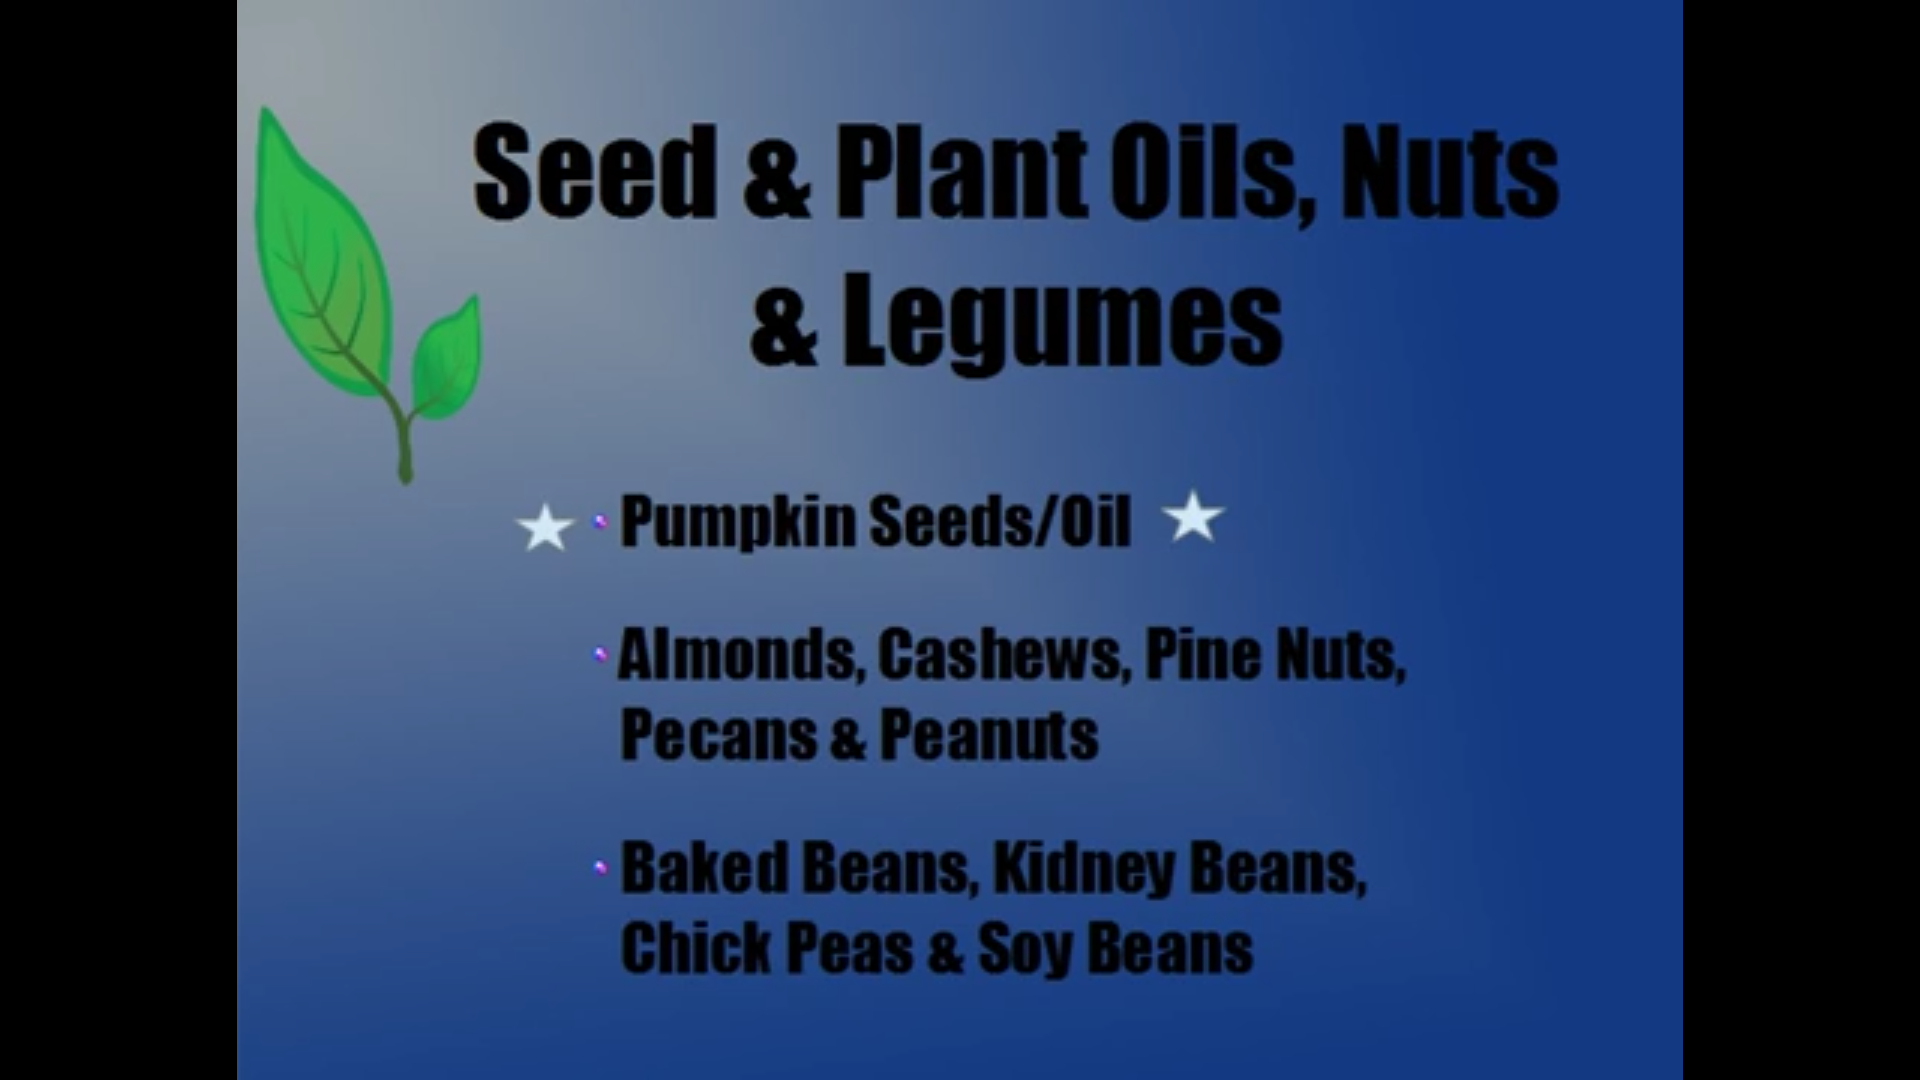 Seed & Plant Oils, Nuts
& Legumes
Pumpkin Seeds/Oil
Almonds, Cashews, Pine Nuts,
Pecans & Peanuts
Baked Beans, Kidney Beans,
Chick Peas & Soy Beans